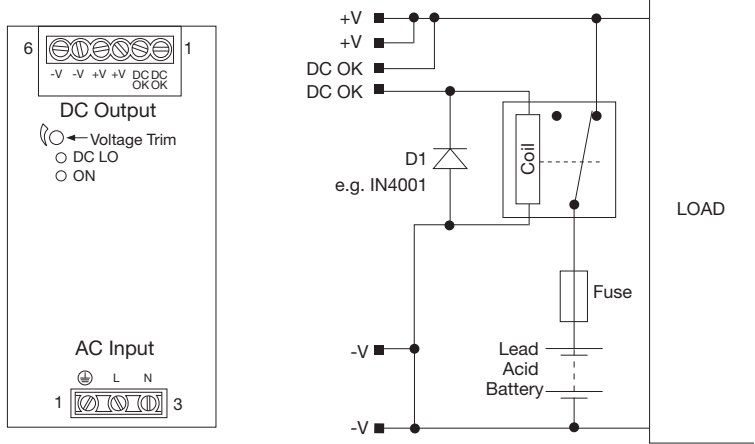 6
1
-V -V +V +V DC DC
OK OK
DC Output
Voltage Trim
DC LO
ON
AC Input
L N
1
3
+V
+V
DC OK
DC OK
D1
e.g. IN4001
Coil
LOAD
Fuse
Lead
Acid
Battery
-V
-V